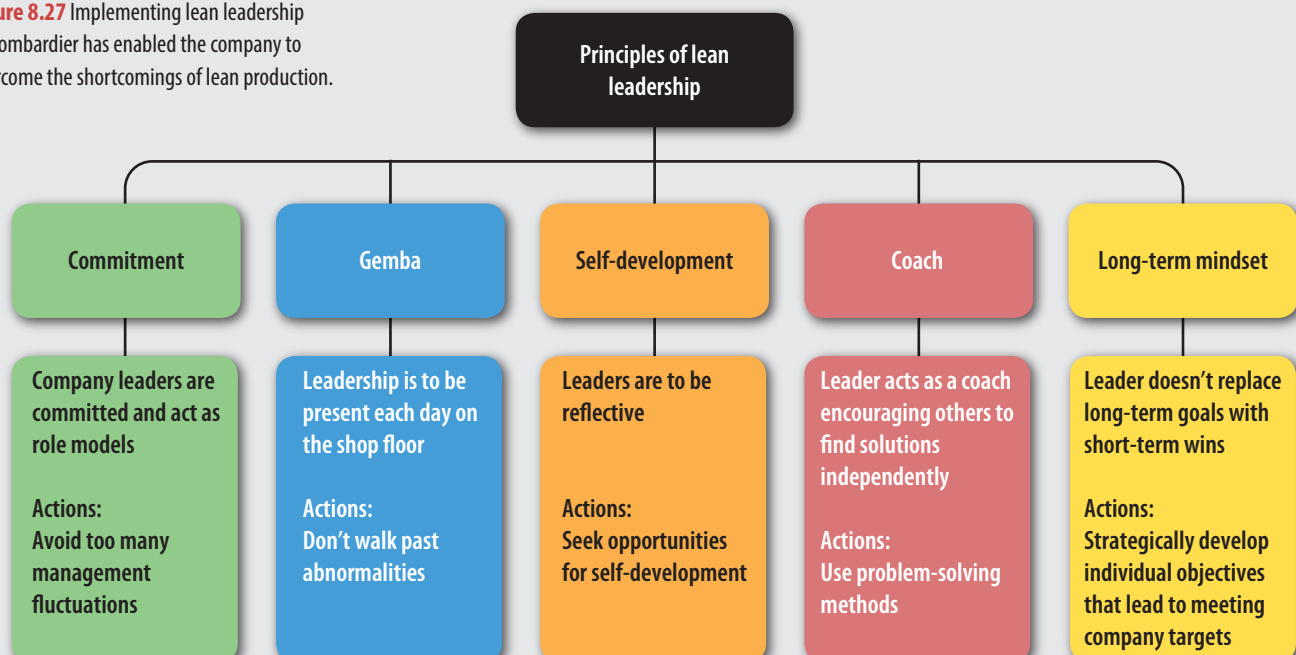 ure 8.27 Implementing lean leadership
ombardier has enabled the company to
rcome the shortcomings of lean production.
Principles of lean
leadership
Commitment
Gemba
Self-development
Coach
Long-term mindset
Company leaders are
committed and act as
role models
Actions:
Avoid too many
management
fluctuations
Leadership is to be
present each day on
the shop floor
Actions:
Don’t walk past
abnormalities
Leaders are to be
reflective
Actions:
Seek opportunities
for self-development
Leader acts as a coach
encouraging others to
find solutions
independently
Actions:
Use problem-solving
methods
Leader doesn’t replace
long-term goals with
short-term wins
Actions:
Strategically develop
individual objectives
that lead to meeting
company targets